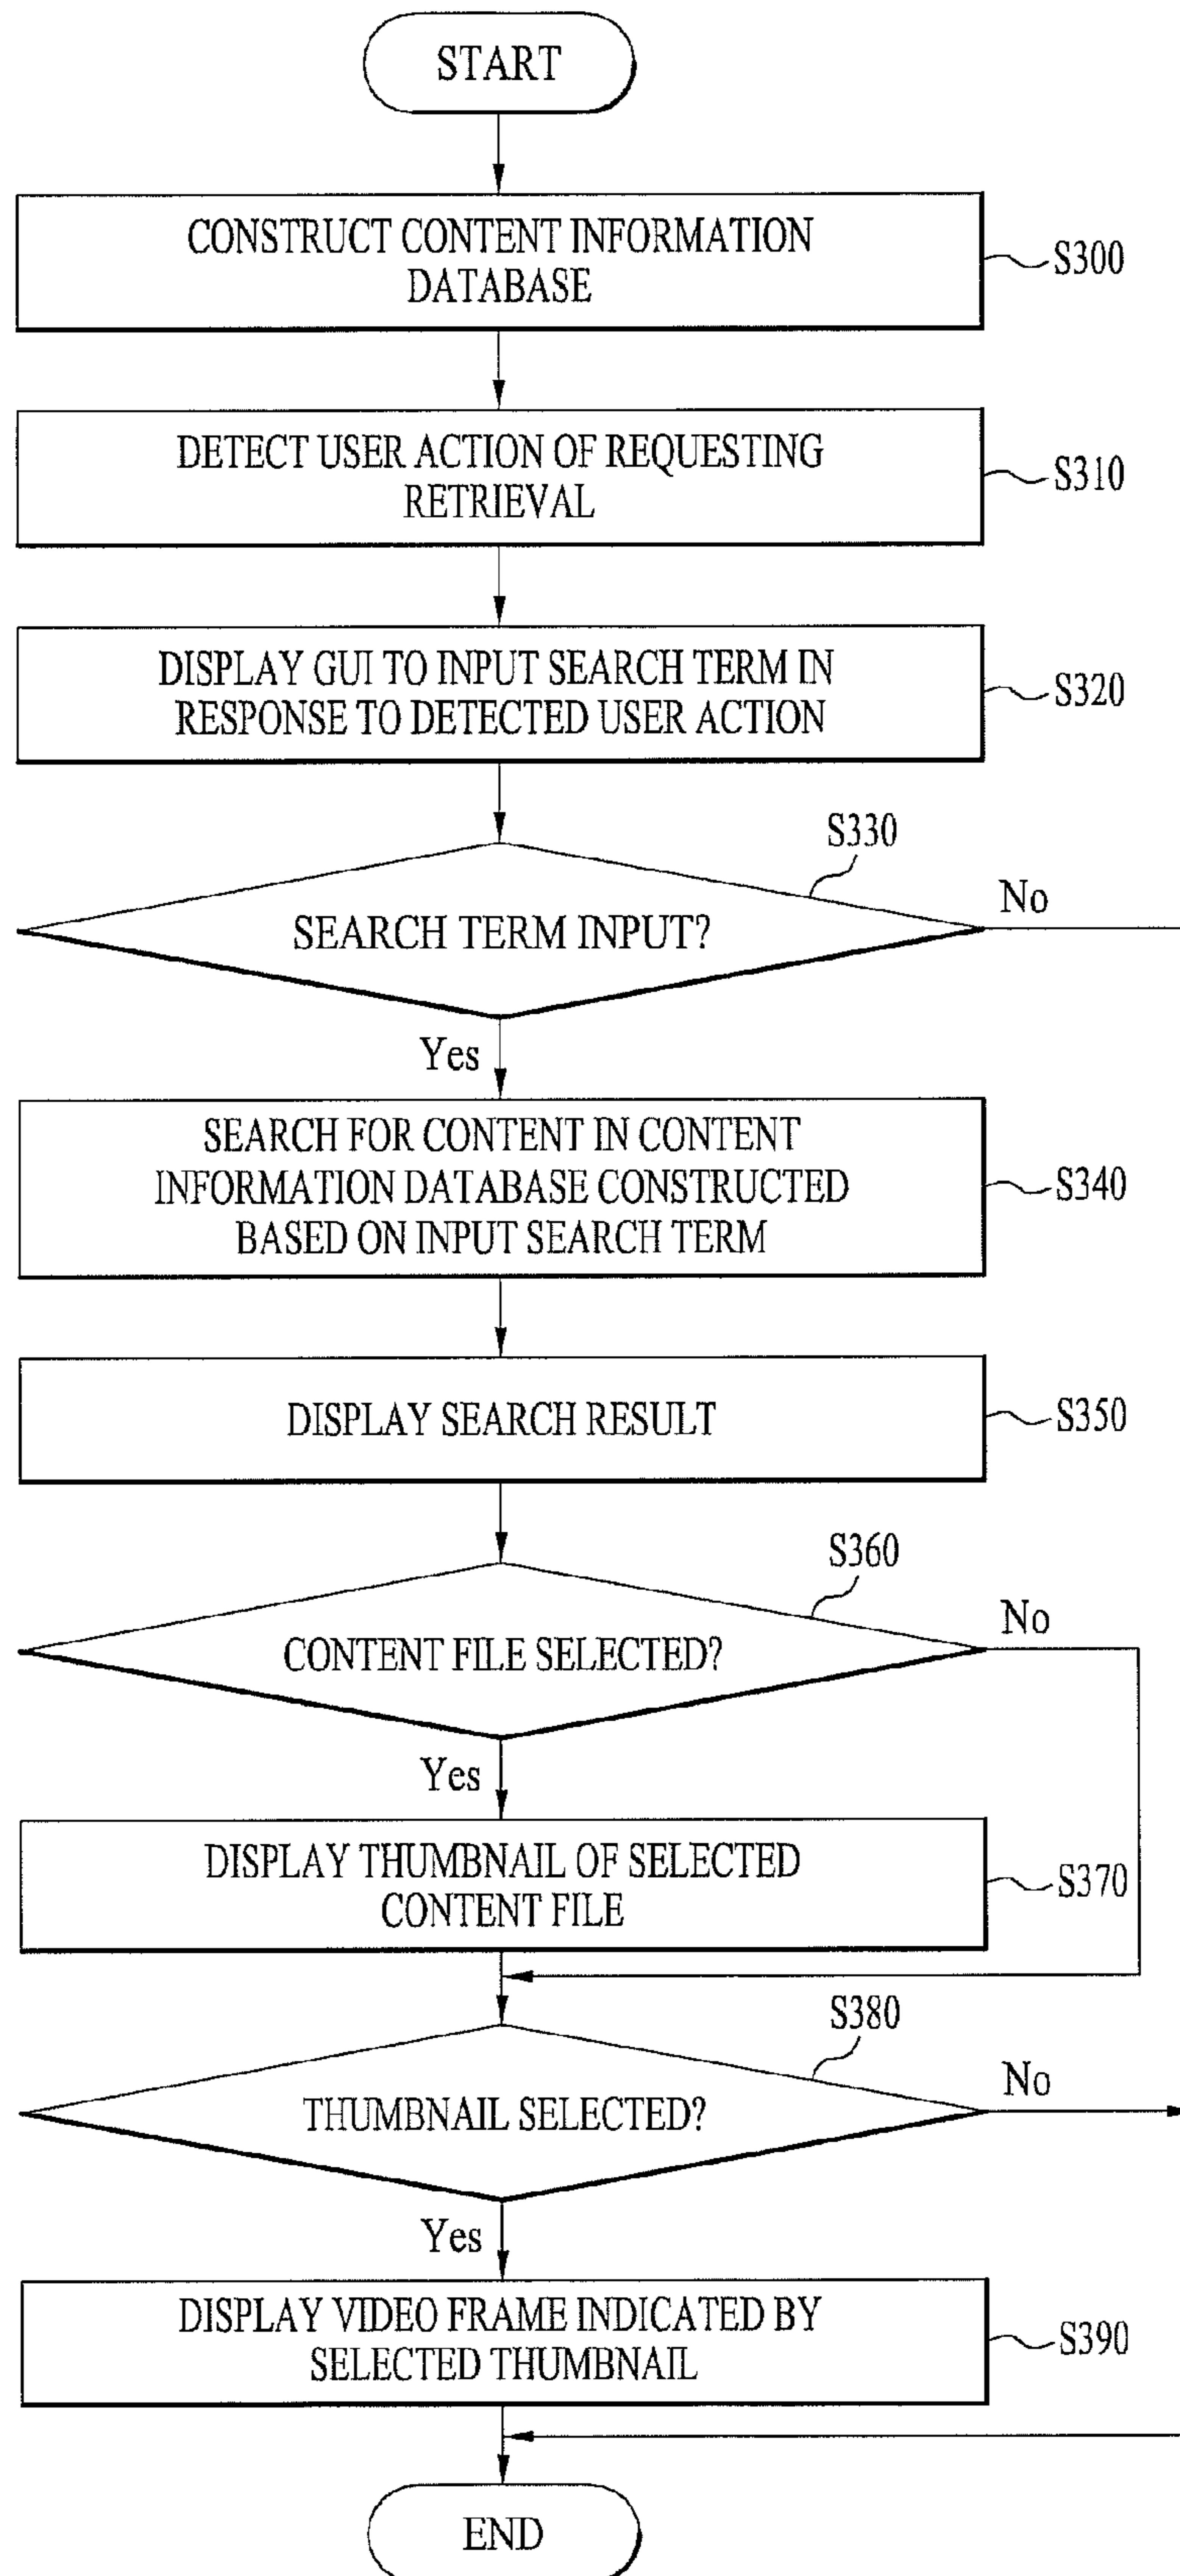 START
CONSTRUCT CONTENT INFORMATION
DATABASE
S300
DETECT USER ACTION OF REQUESTING
RETRIEVAL
S310
DISPLAY GUI TO INPUT SEARCH TERM IN
RESPONSE TO DETECTED USER ACTION
S320
S330
SEARCH TERM INPUT?
No
Yes
SEARCH FOR CONTENT IN CONTENT
INFORMATION DATABASE CONSTRUCTED
BASED ON INPUT SEARCH TERM
S340
DISPLAY SEARCH RESULT
S350
S360
CONTENT FILE SELECTED?
No
Yes
DISPLAY THUMBNAIL OF SELECTED
CONTENT FILE
S370
S380
THUMBNAIL SELECTED?
No
Yes
DISPLAY VIDEO FRAME INDICATED BY
SELECTED THUMBNAIL
S390
END